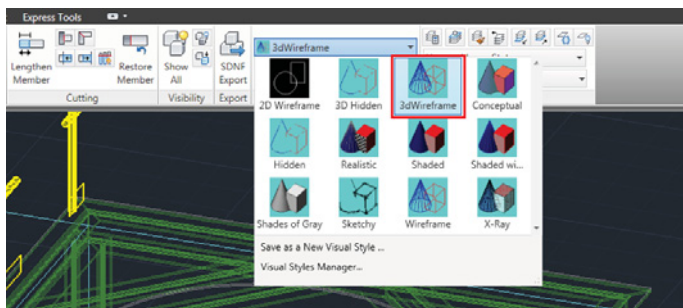 Express Tools
3dWireframe
Lengthen
Member
Restore
Member
Show
All
SDNF
Export
Cutting
Visibility
Export
2D Wireframe
3D Hidden
3dWireframe
Conceptual
Hidden
Realistic
Shaded
Shaded wi...
Shades of Gray
Sketchy
Wireframe
X-Ray
Save as a New Visual Style ...
Visual Styles Manager...